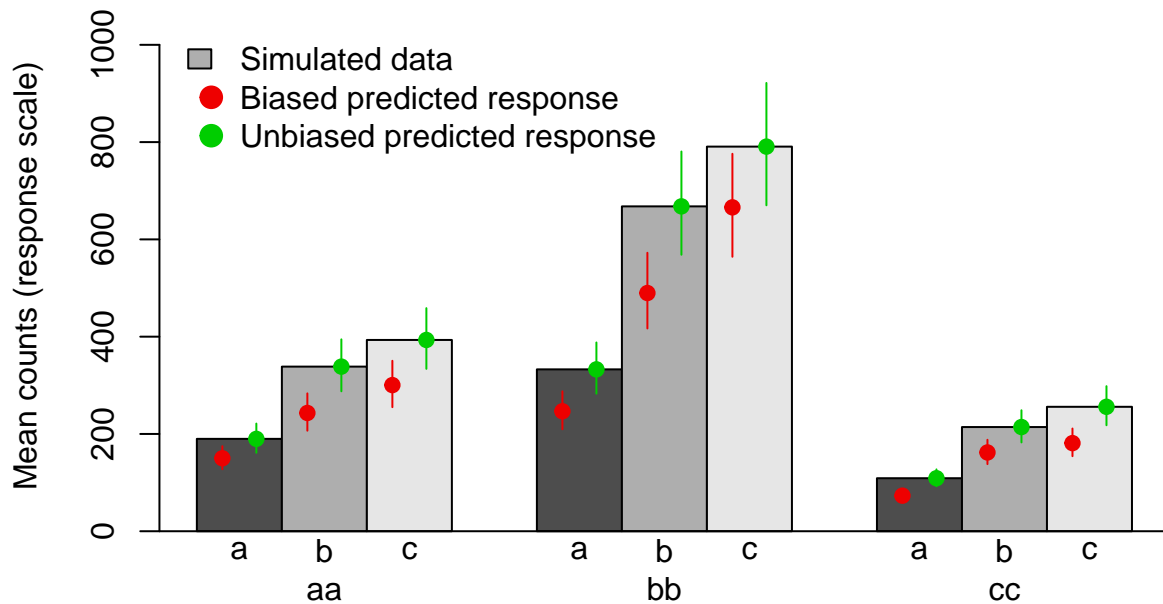 Mean counts (response scale)
1000
800
600
400
200
0
Simulated data
Biased predicted response
Unbiased predicted response
a b c a b c a b c
aa bb cc